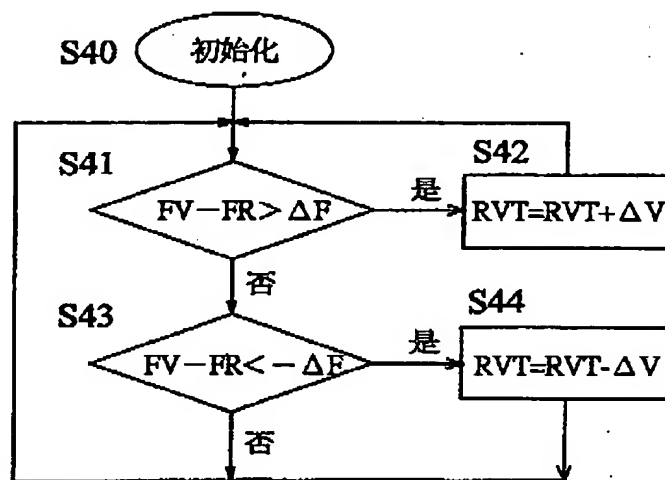 S40
初始化
S41
FV-FR>ΔF
是
S42
RVT=RVT+ΔV
否
S43
FV-FR<-ΔF
是
S44
RVT=RVT-ΔV
否